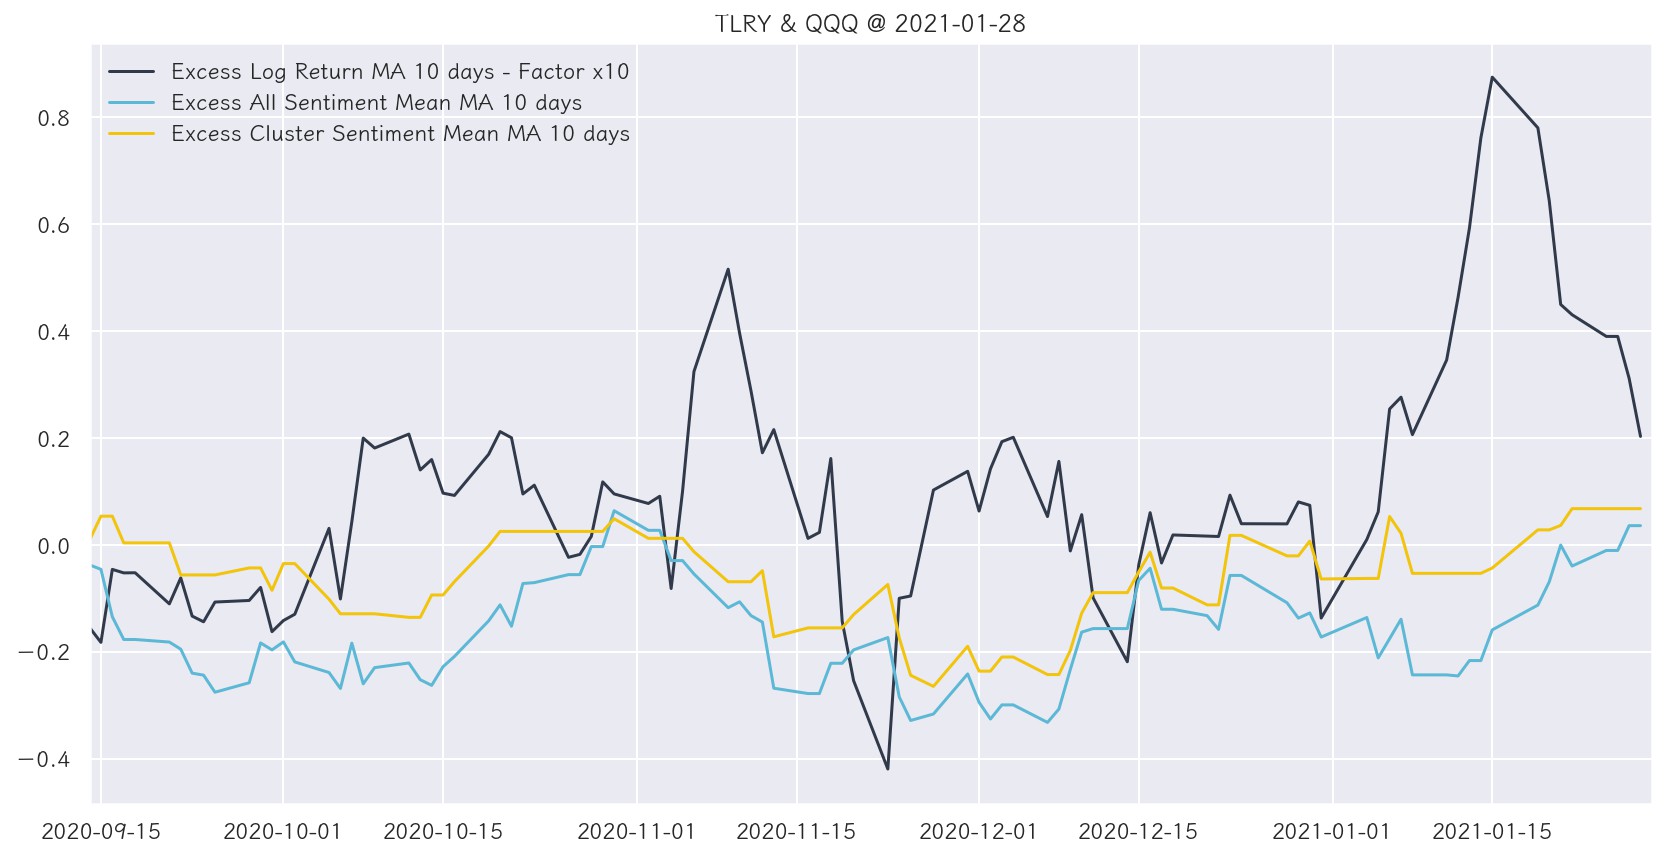 TLRY & QQQ @ 2021-01-28
Excess Log Return MA 10 days - Factor x10
Excess All Sentiment Mean MA 10 days
Excess Cluster Sentiment Mean MA 10 days
0.8
0.6
0.4
0.2
0.0
−0.2
−0.4
2020-09-15 2020-10-01 2020-10-15 2020-11-01 2020-11-15 2020-12-01 2020-12-15 2021-01-01 2021-01-15